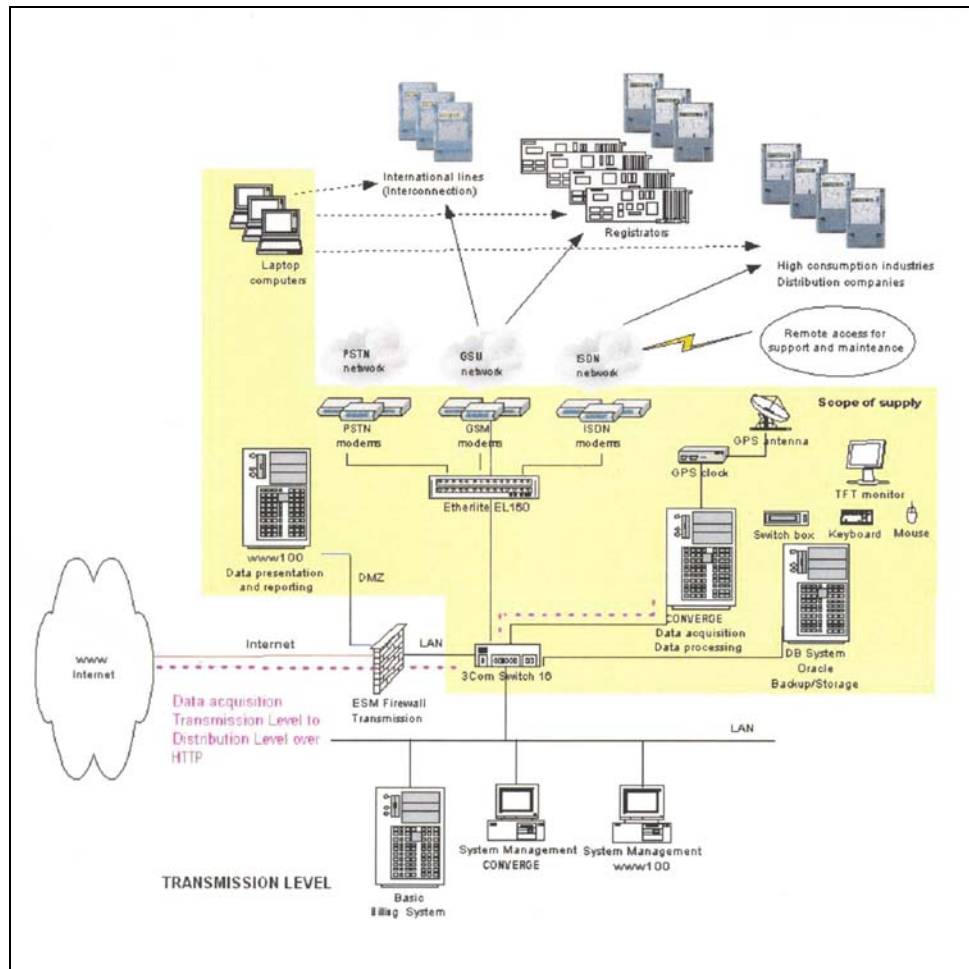 International lines
(Interconnection)
Registrators
Laptop
computers
High consumption industries
Distribution companies
PSTN
network
GSM
network
ISDN
network
Remote access for
support and mainteance
Scope of supply
PSTN
modems
GSM
modems
ISDN
modems
GPS antenna
GPS clock
TFT monitor
Etherlite EL160
Switch box
Keyboard
Mouse
www100
Data presentation
and reporting
DMZ
CONVERGE
Data acquisition
Data processing
DB System
Oracle
Backup/Storage
www
Internet
Internet
LAN
3Com Switch 16
ESM Firewall
Transmission
Data acquisition
Transmission Level to
Distribution Level over
HTTP
LAN
System Management
CONVERGE
System Management
www100
TRANSMISSION LEVEL
Basic
Billing System